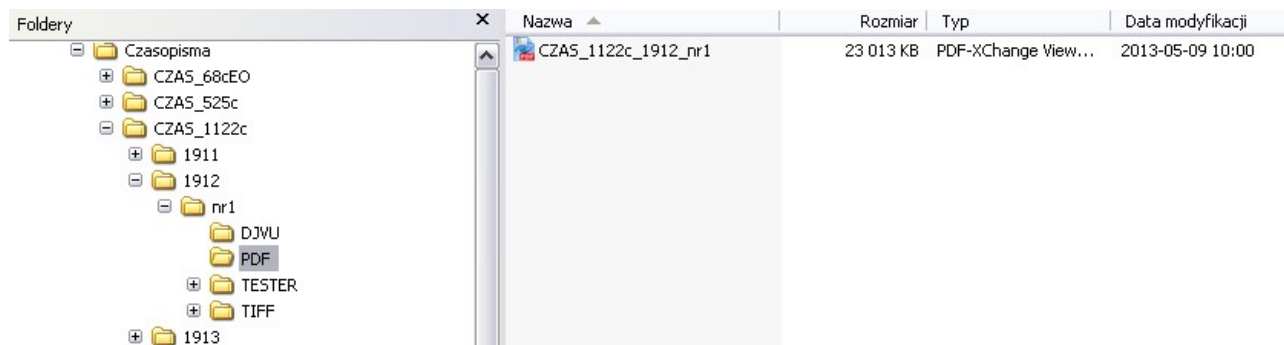 Foldery
Czasopisma
CZAS_68cEO
CZAS_525c
CZAS_1122c
1911
1912
nr1
DJVU
PDF
TESTER
TIFF
1913
Nazwa Rozmiar Typ Data modyfikacji
CZAS_1122c_1912_nr1 23 013 KB PDF-XChange View... 2013-05-09 10:00